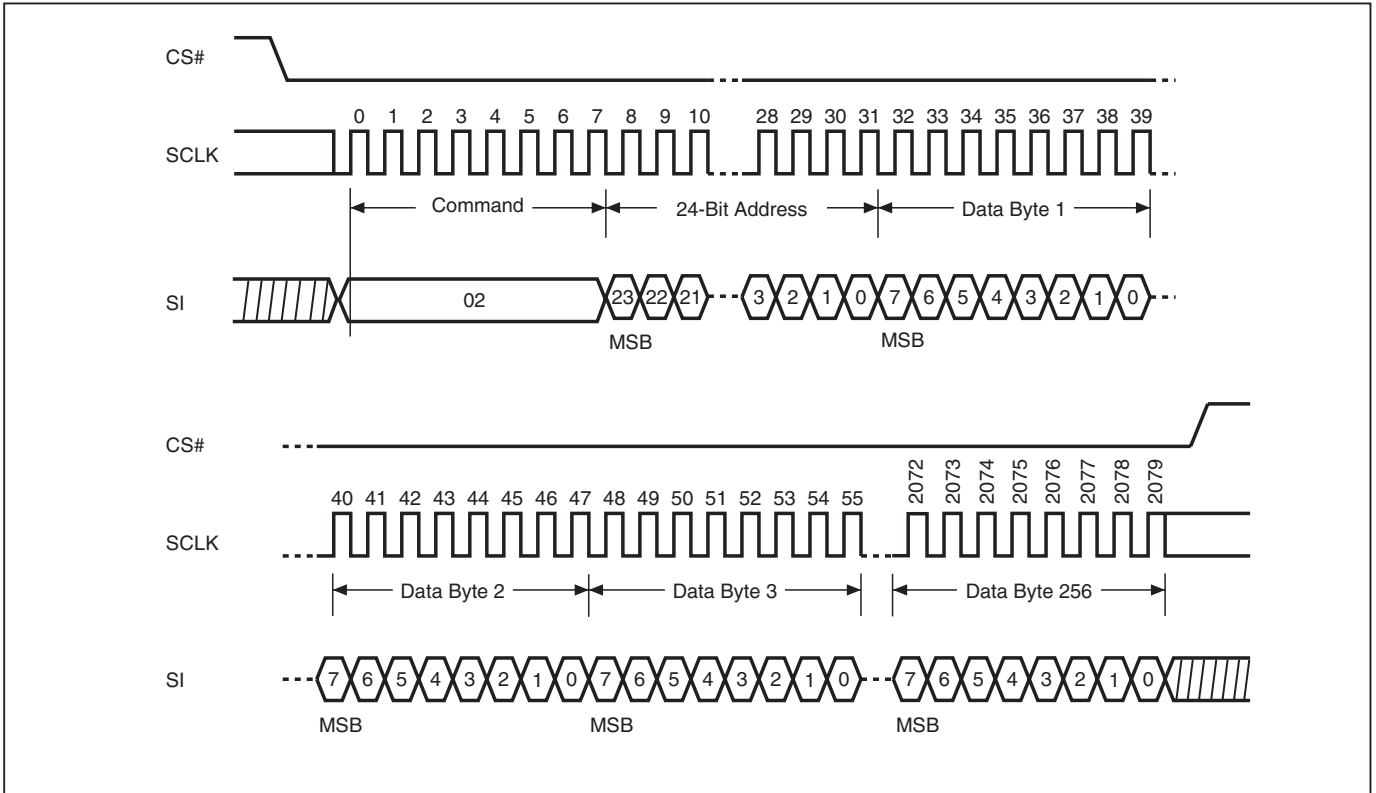 CS#
0 1 2 3 4 5 6 7 8 9 10 28 29 30 31 32 33 34 35 36 37 38 39
SCLK
Command 24-Bit Address Data Byte 1
SI 02 23 22 21 3 2 1 0 7 6 5 4 3 2 1 0
MSB MSB
CS#
40 41 42 43 44 45 46 47 48 49 50 51 52 53 54 55 2072 2073 2074 2075 2076 2077 2078 2079
SCLK
Data Byte 2 Data Byte 3 Data Byte 256
SI 7 6 5 4 3 2 1 0 7 6 5 4 3 2 1 0 7 6 5 4 3 2 1 0
MSB MSB MSB